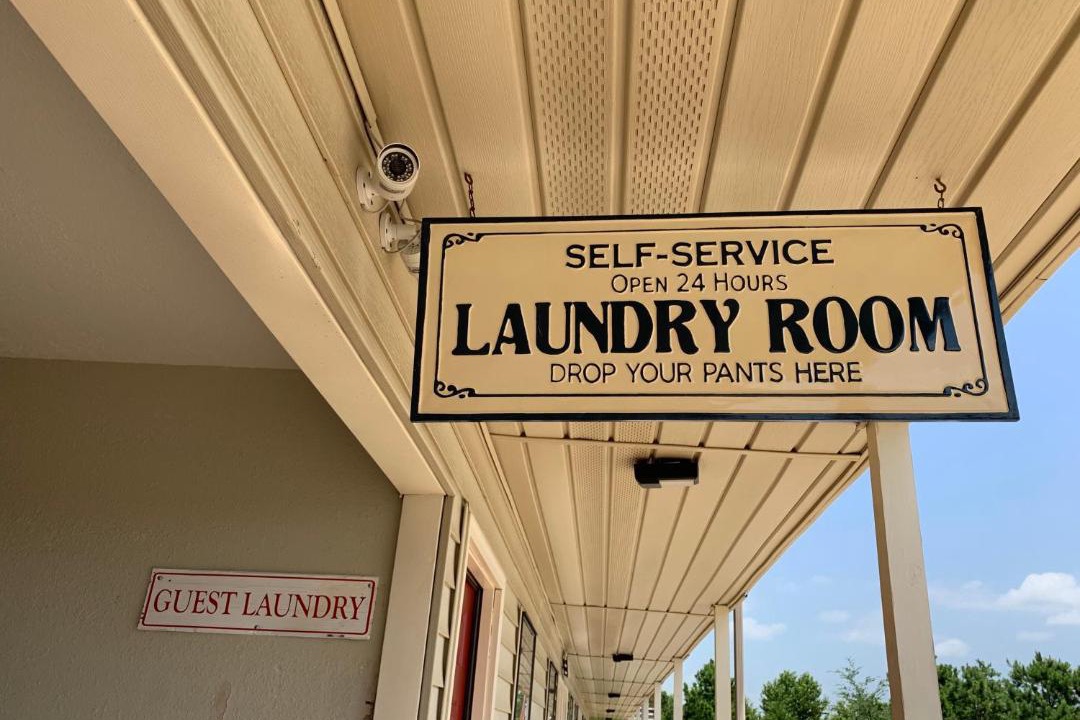 SELF-SERVICE
OPEN 24 HOURS
LAUNDRY ROOM
DROP YOUR PANTS HERE
GUEST LAUNDRY